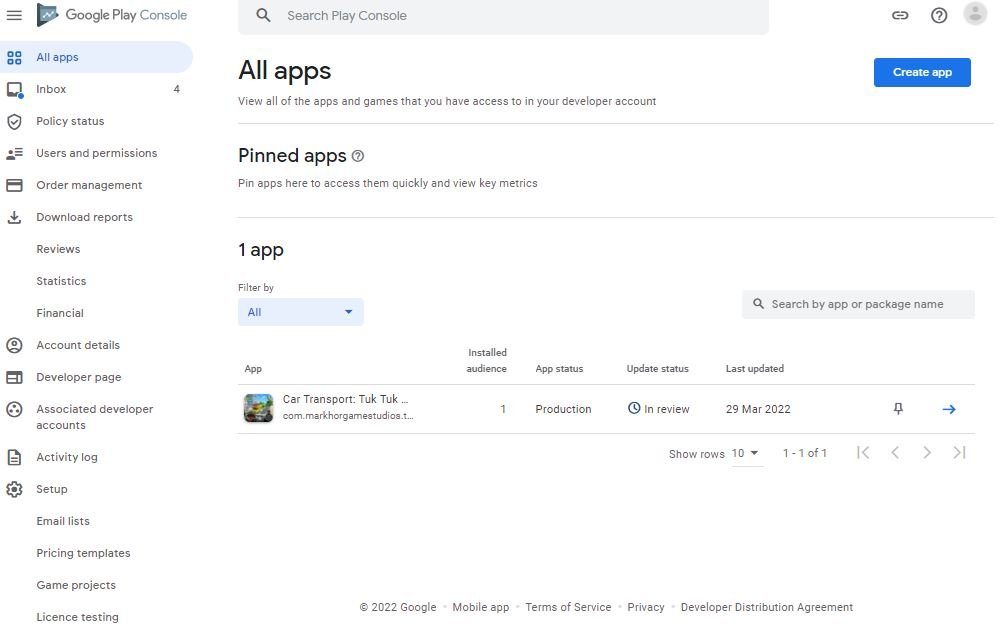 Google Play Console
Search Play Console
All apps
Inbox 4
Policy status
Users and permissions
Order management
Download reports
Reviews
Statistics
Financial
Account details
Developer page
Associated developer
accounts
Activity log
Setup
Email lists
Pricing templates
Game projects
Licence testing
All apps
Create app
View all of the apps and games that you have access to in your developer account
Pinned apps
Pin apps here to access them quickly and view key metrics
1 app
Filter by
All
Search by app or package name
App Installed audience App status Update status Last updated
Car Transport: Tuk Tuk ...
com.markhorgamestudios.t...
1 Production In review 29 Mar 2022
Show rows 10 1 - 1 of 1
© 2022 Google · Mobile app · Terms of Service · Privacy · Developer Distribution Agreement